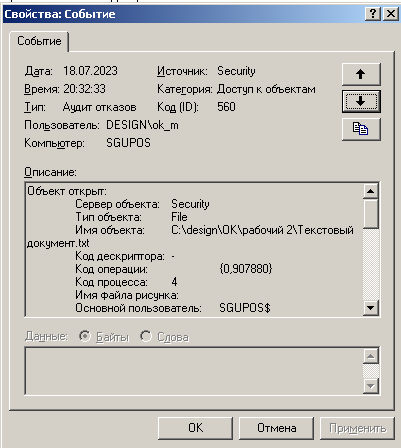 Свойства: Событие
Событие
Дата: 18.07.2023 Источник: Security
Время: 20:32:33 Категория: Доступ к объектам
Тип: Аудит отказов Код (ID): 560
Пользователь: DESIGN\ok_m
Компьютер: SGUPOS
Описание:
Объект открыт:
Сервер объекта: Security
Тип объекта: File
Имя объекта: C:\design\OK\рабочий 2\Текстовый
документ.txt
Код дескриптора: -
Код операции: {0,907880}
Код процесса: 4
Имя файла рисунка:
Основной пользователь: SGUPOS$
Данные: Байты Слова
OK Отмена Применить